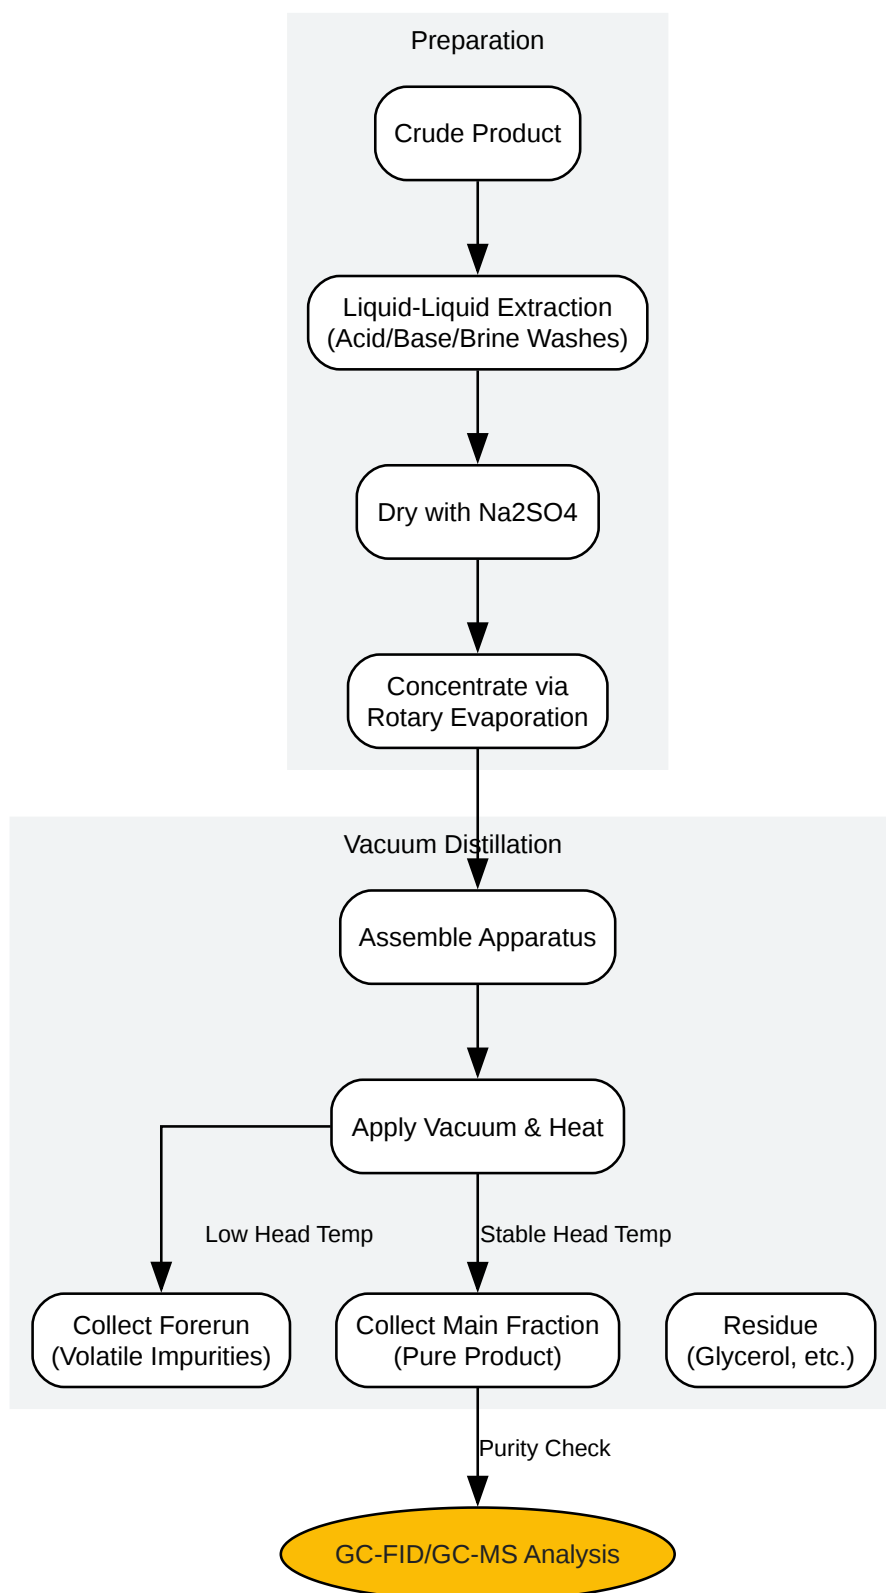 Preparation
Crude Product
Liquid-Liquid Extraction
(Acid/Base/Brine Washes)
Dry with Na2SO4
Concentrate via
Rotary Evaporation
Vacuum Distillation
Assemble Apparatus
Apply Vacuum & Heat
Low Head Temp
Stable Head Temp
Collect Forerun
(Volatile Impurities)
Collect Main Fraction
(Pure Product)
Residue
(Glycerol, etc.)
Purity Check
GC-FID/GC-MS Analysis